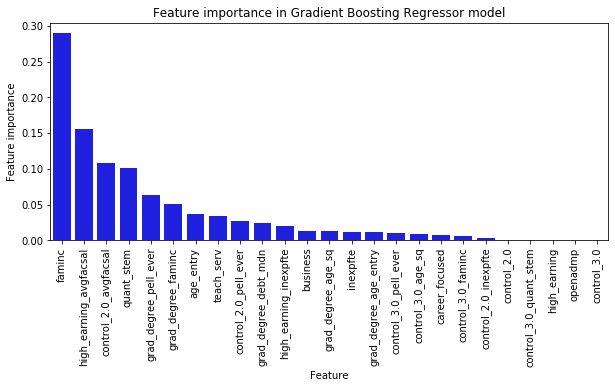 Feature importance in Gradient Boosting Regressor model
Feature importance
0.30
0.25
0.20
0.15
0.10
0.05
0.00
faminc
high_earning_avgfacsal
control_2.0_avgfacsal
quant_stem
grad_degree_pell_ever
grad_degree_faminc
age_entry
teach_serv
control_2.0_pell_ever
grad_degree_debt_mdn
high_earning_inexpfte
business
grad_degree_age_sq
inexpfte
grad_degree_age_entry
control_3.0_pell_ever
control_3.0_age_sq
career_focused
control_3.0_faminc
control_2.0_inexpfte
control_2.0
control_3.0_quant_stem
high_earning
openadmp
control_3.0
Feature